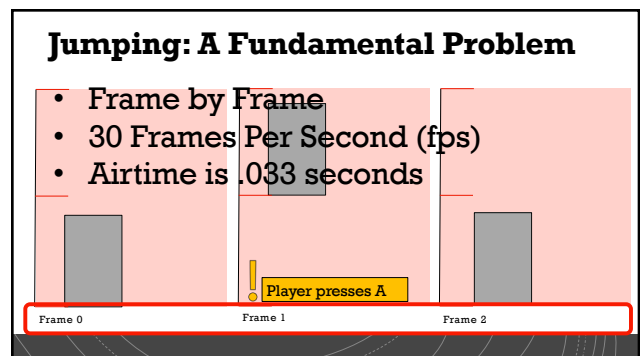 Jumping: A Fundamental Problem
• Frame by Frame
• 30 Frames Per Second (fps)
• Airtime is .033 seconds
! Player presses A
Frame 0
Frame 1
Frame 2